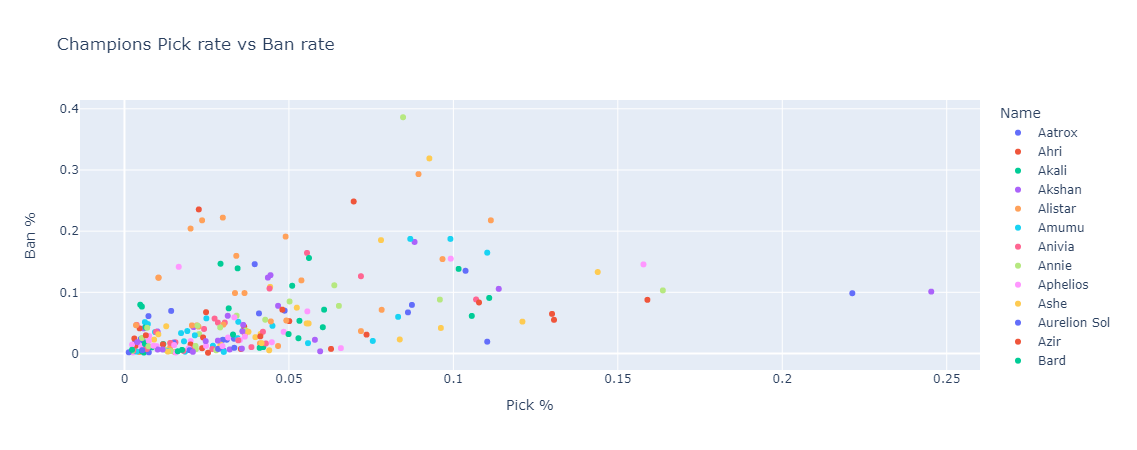 Champions Pick rate vs Ban rate
Ban %
0.4
0.3
0.2
0.1
0
0
0.05
0.1
0.15
0.2
0.25
Pick %
Name
Aatrox
Ahri
Akali
Akshan
Alistar
Amumu
Anivia
Annie
Aphelios
Ashe
Aurelion Sol
Azir
Bard